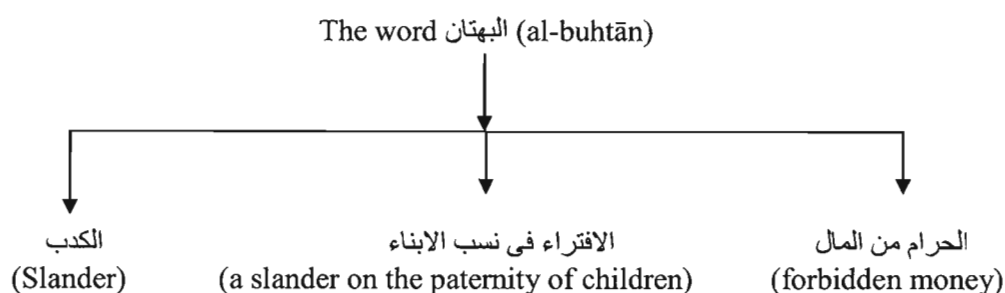 The word البهتان (al-buhtān)
الكدب
(Slander)
الافتراء فى نسب الابناء
(a slander on the paternity of children)
الحرام من المال
(forbidden money)